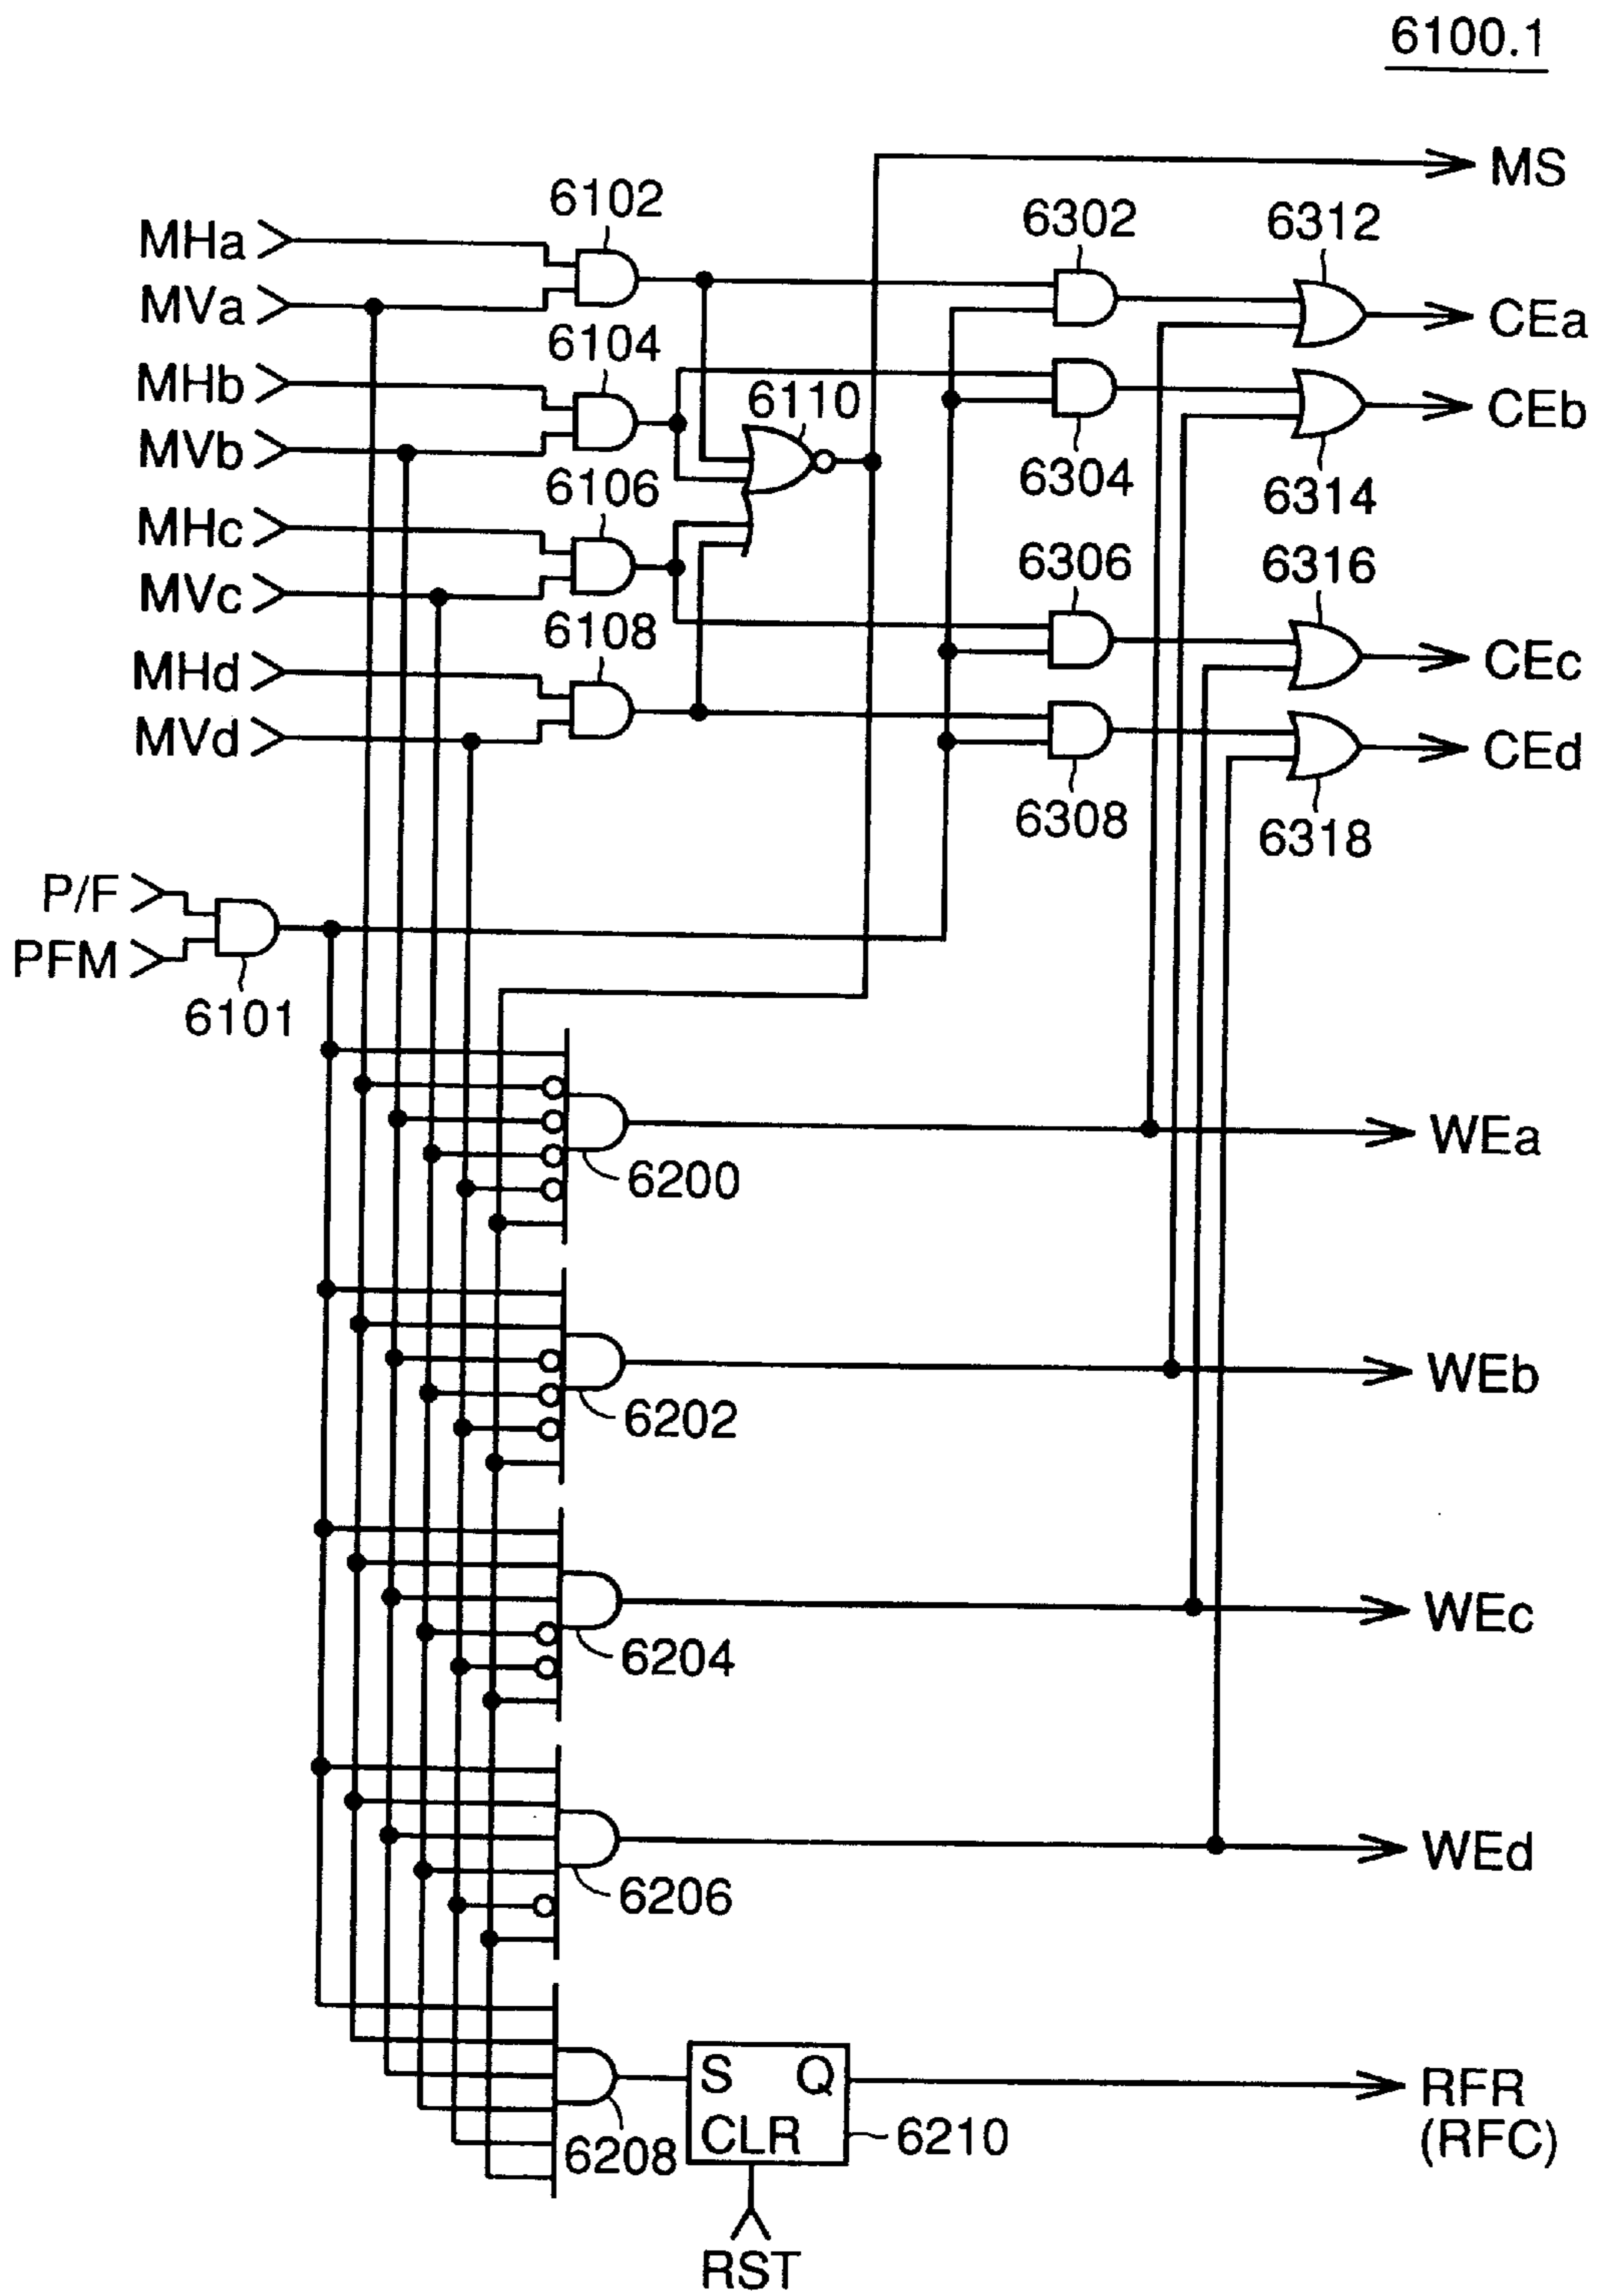 6100.1
MS
6102
6302
6312
MHa
MVa
CEa
6104
MHb
6110
CEb
MVb
6106
6304
6314
MHc
6306
6316
MVc
6108
MHd
CEc
MVd
CEd
6308
6318
P/F
PFM
6101
WEa
6200
WEb
6202
WEc
6204
WEd
6206
S Q
RFR
CLR
6210
(RFC)
6208
RST